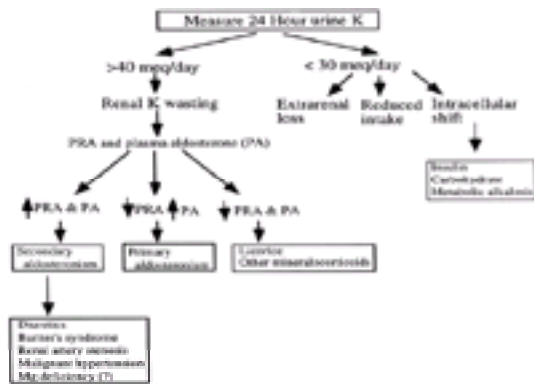 Measure 24 Hour urine K
>40 meq/day
< 30 meq/day
Renal K wasting
Extrarenal loss
Reduced intake
Intracellular shift
PRA and plasma aldosterone (PA)
Insulin
Carbohydrate
Metabolic alkalosis
PRA & PA
PRA PA
PRA & PA
Secondary aldosteronism
Primary aldosteronism
Licorice
Other mineralocorticoids
Diuretics
Bartter's syndrome
Renal artery stenosis
Malignant hypertension
Mg deficiency (?)